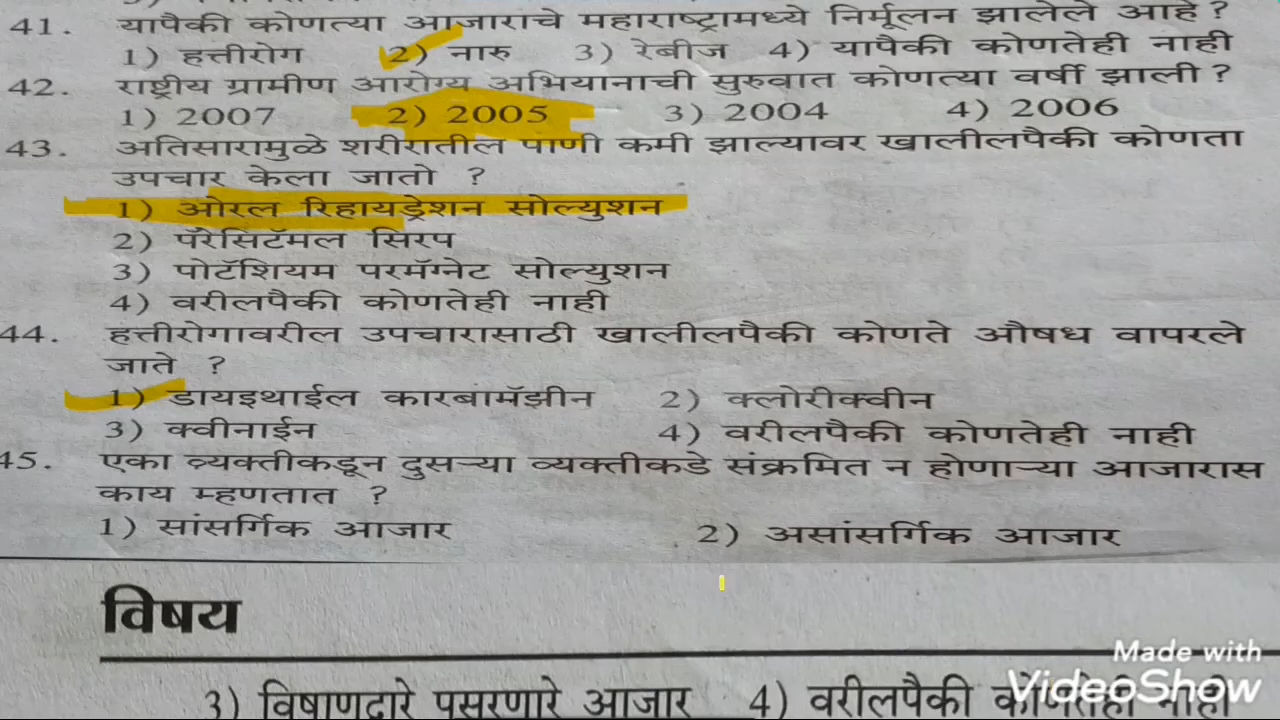 41. यापैकी कोणत्या आजाराचे महाराष्ट्रामध्ये निर्मूलन झालेले आहे ?
1) हत्तीरोग 2) नारु 3) रेबीज 4) यापैकी कोणतेही नाही
42. राष्ट्रीय ग्रामीण आरोग्य अभियानाची सुरुवात कोणत्या वर्षी झाली ?
1) 2007 2) 2005 3) 2004 4) 2006
43. अतिसारामुळे शरीरातील पाणी कमी झाल्यावर खालीलपैकी कोणता
उपचार केला जातो ?
1) ओरल रिहायड्रेशन सोल्युशन
2) पॅरेसिटॅमल सिरप
3) पोटॅशियम परमॅग्नेट सोल्युशन
4) वरीलपैकी कोणतेही नाही
44. हत्तीरोगावरील उपचारासाठी खालीलपैकी कोणते औषध वापरले
जाते ?
1) डायइथाईल कारबामॅझीन 2) क्लोरीक्वीन
3) क्वीनाईन 4) वरीलपैकी कोणतेही नाही
45. एका व्यक्तीकडून दुसऱ्या व्यक्तीकडे संक्रमित न होणाऱ्या आजारास
काय म्हणतात ?
1) सांसर्गिक आजार 2) असांसर्गिक आजार
विषय
3) विषाणूद्वारे पसरणारे आजार 4) वरीलपैकी कोणतेही नाही
Made with
VideoShow